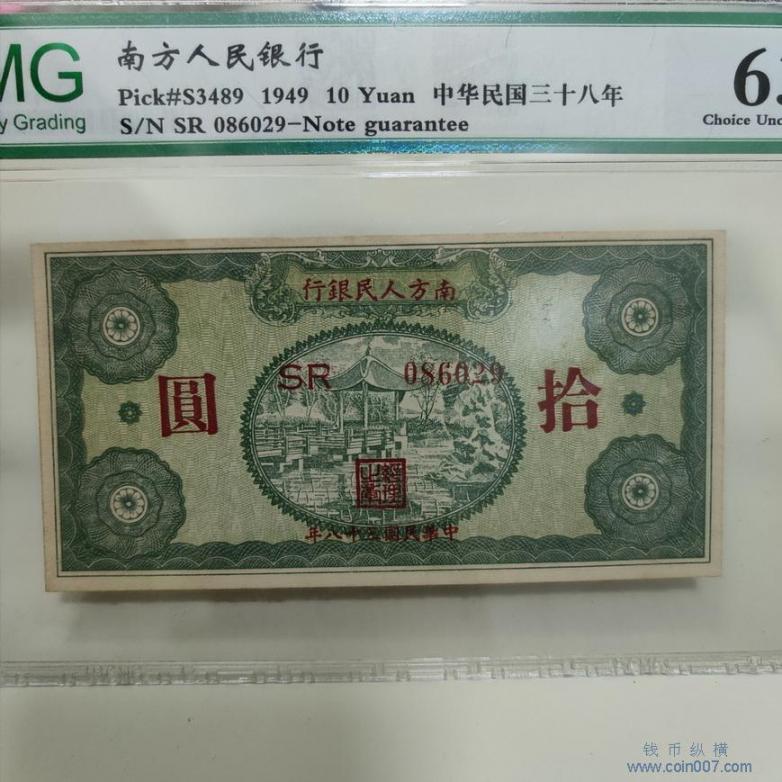 MG
y Grading
南方人民银行
Pick#S3489 1949 10 Yuan 中华民国三十八年
S/N SR 086029-Note guarantee
Choice Unc
行銀民人方南
SR 086029
圓 拾
年八十三國民華中
钱币纵横
www.coin007.com